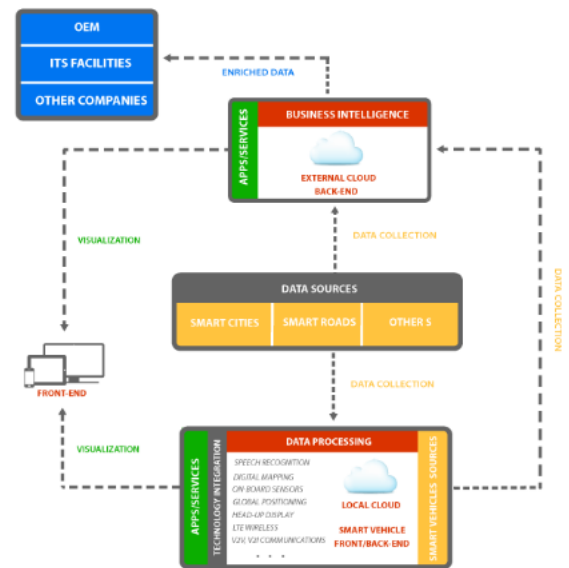 OEM
ITS FACILITIES
OTHER COMPANIES
ENRICHED DATA
APPS/SERVICES
BUSINESS INTELLIGENCE
EXTERNAL CLOUD
BACK-END
VISUALIZATION
DATA COLLECTION
DATA COLLECTION
DATA SOURCES
SMART CITIES
SMART ROADS
OTHER S
FRONT-END
DATA COLLECTION
VISUALIZATION
APPS/SERVICES
TECHNOLOGY INTEGRATION
DATA PROCESSING
SPEECH RECOGNITION
DIGITAL MAPPING
ON-BOARD SENSORS
GLOBAL POSITIONING
HEAD-UP DISPLAY
LTE WIRELESS
V2V, V2I COMMUNICATIONS
. . .
LOCAL CLOUD
SMART VEHICLE
FRONT/BACK-END
SMART VEHICLES SOURCES